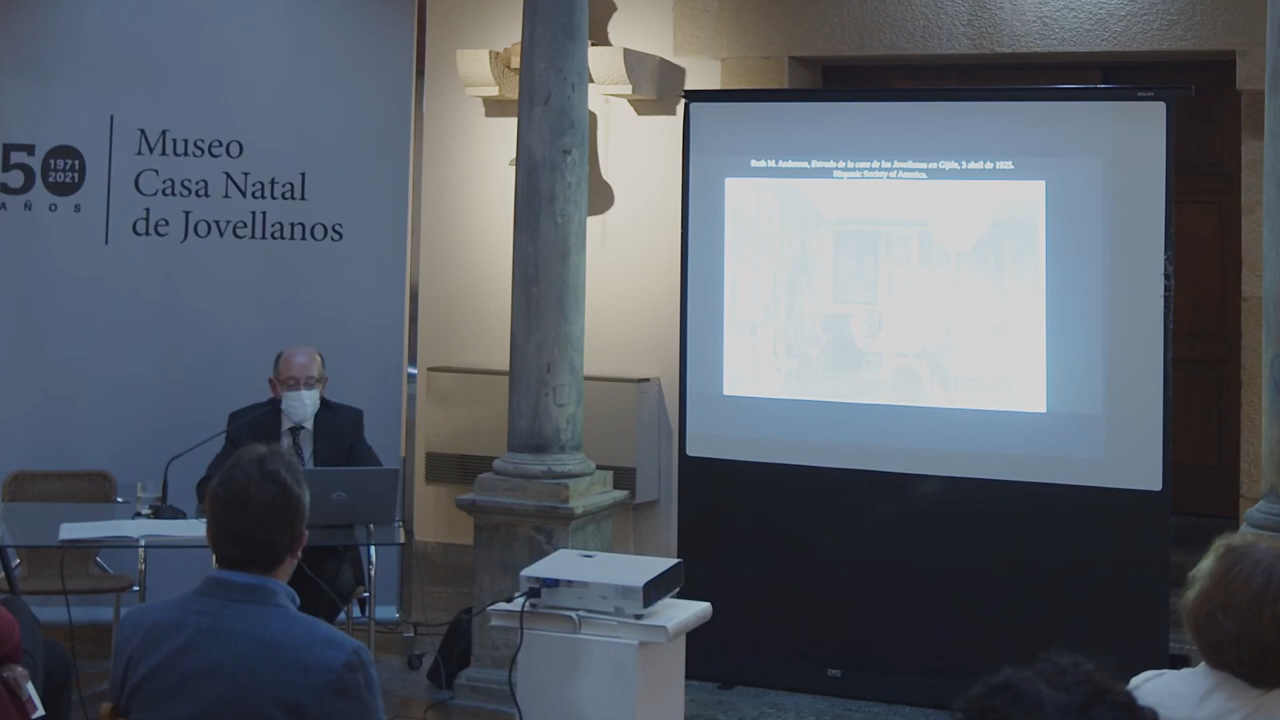 50
1971
2021
AÑOS
Museo
Casa Natal
de Jovellanos
Ruth M. Anderson, Estrado de la casa de los Jovellanos en Gijón, 3 abril de 1925.
Hispanic Society of America.